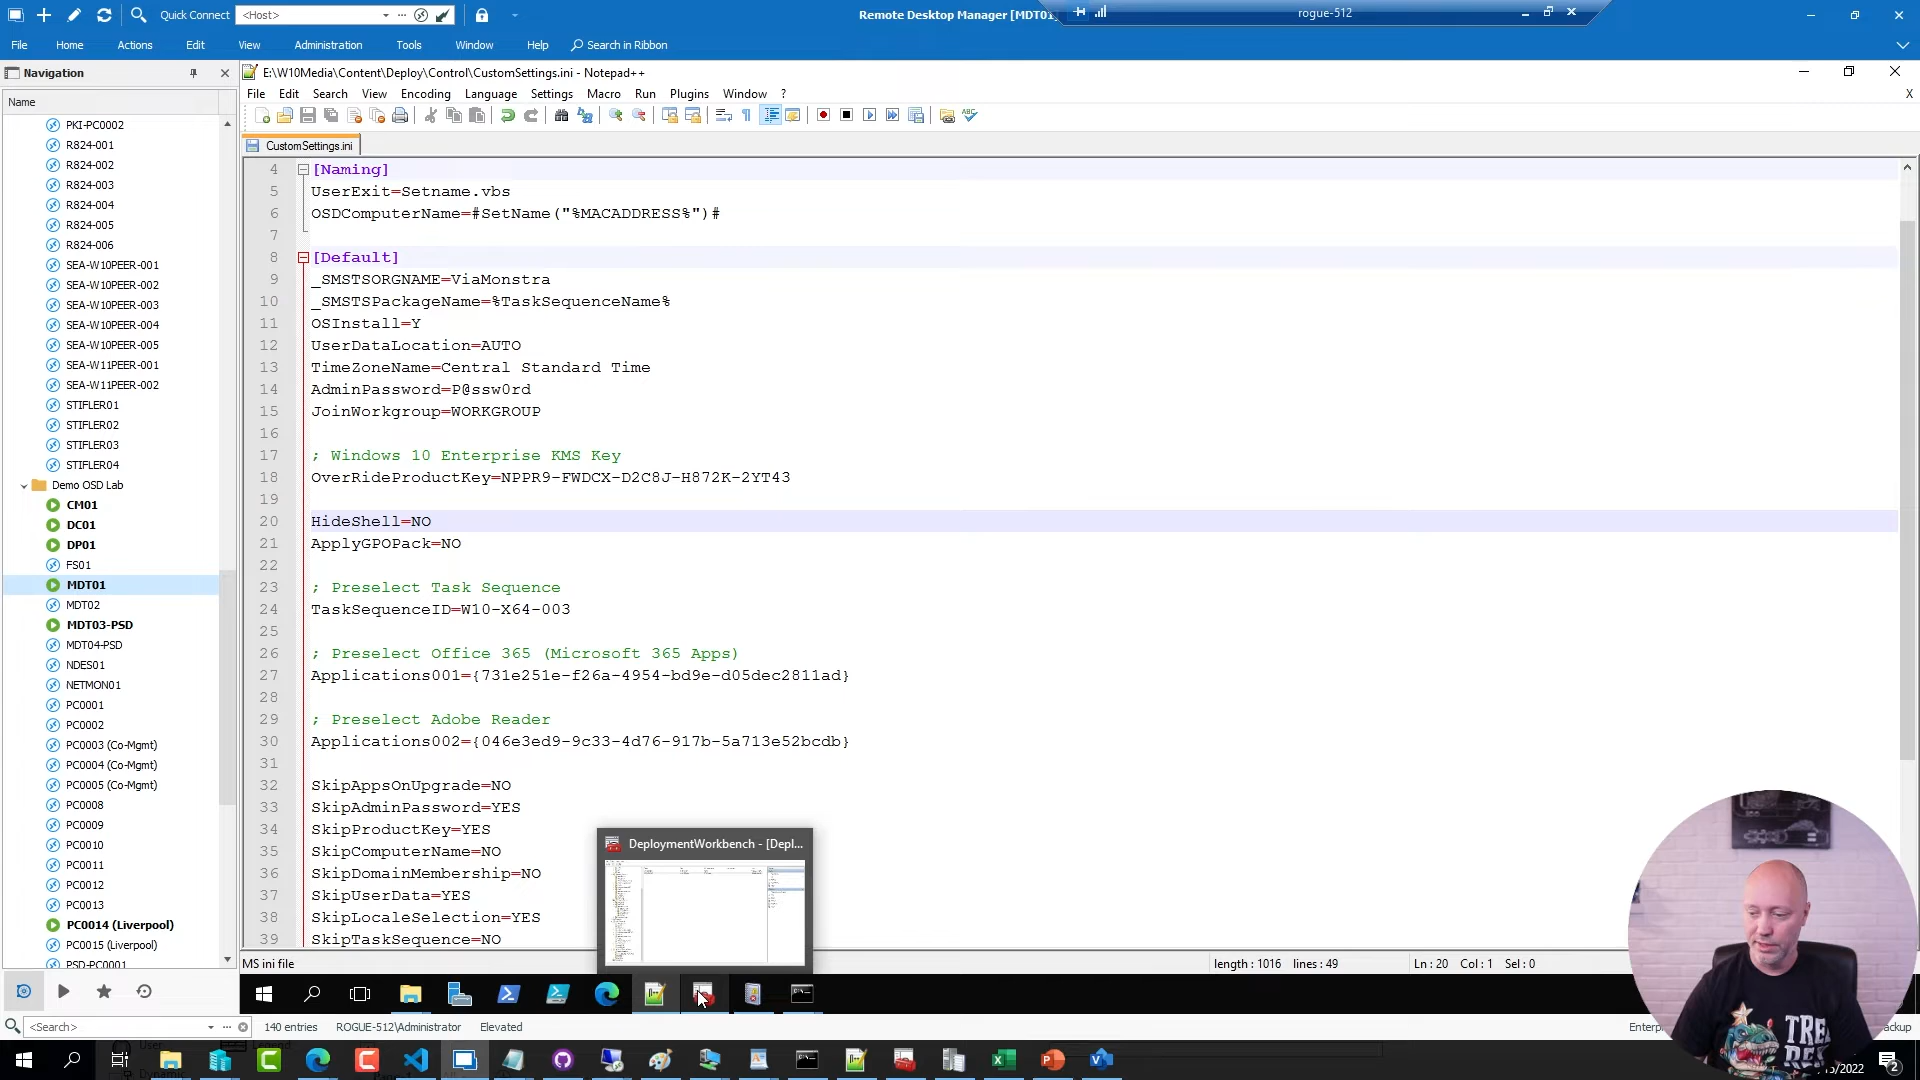 Quick Connect <Host>
Remote Desktop Manager [MDT01]
rogue-512
File Home Actions Edit View Administration Tools Window Help Search in Ribbon
Navigation
Name
PKI-PC0002
R824-001
R824-002
R824-003
R824-004
R824-005
R824-006
SEA-W10PEER-001
SEA-W10PEER-002
SEA-W10PEER-003
SEA-W10PEER-004
SEA-W10PEER-005
SEA-W11PEER-001
SEA-W11PEER-002
STIFLER01
STIFLER02
STIFLER03
STIFLER04
Demo OSD Lab
CM01
DC01
DP01
FS01
MDT01
MDT02
MDT03-PSD
MDT04-PSD
NDES01
NETMON01
PC0001
PC0002
PC0003 (Co-Mgmt)
PC0004 (Co-Mgmt)
PC0005 (Co-Mgmt)
PC0008
PC0009
PC0010
PC0011
PC0012
PC0013
PC0014 (Liverpool)
PC0015 (Liverpool)
PSD-PC0001
E:\W10Media\Content\Deploy\Control\CustomSettings.ini - Notepad++
File Edit Search View Encoding Language Settings Macro Run Plugins Window ? X
CustomSettings.ini
4 [Naming]
5 UserExit=Setname.vbs
6 OSDComputerName=#SetName("%MACADDRESS%")#
7
8 [Default]
9 _SMSTSORGNAME=ViaMonstra
10 _SMSTSPackageName=%TaskSequenceName%
11 OSInstall=Y
12 UserDataLocation=AUTO
13 TimeZoneName=Central Standard Time
14 AdminPassword=P@ssw0rd
15 JoinWorkgroup=WORKGROUP
16
17 ; Windows 10 Enterprise KMS Key
18 OverRideProductKey=NPPR9-FWDCX-D2C8J-H872K-2YT43
19
20 HideShell=NO
21 ApplyGPOPack=NO
22
23 ; Preselect Task Sequence
24 TaskSequenceID=W10-X64-003
25
26 ; Preselect Office 365 (Microsoft 365 Apps)
27 Applications001={731e251e-f26a-4954-bd9e-d05dec2811ad}
28
29 ; Preselect Adobe Reader
30 Applications002={046e3ed9-9c33-4d76-917b-5a713e52bcdb}
31
32 SkipAppsOnUpgrade=NO
33 SkipAdminPassword=YES
34 SkipProductKey=YES
35 SkipComputerName=NO
36 SkipDomainMembership=NO
37 SkipUserData=YES
38 SkipLocaleSelection=YES
39 SkipTaskSequence=NO
DeploymentWorkbench - [Depl...
MS ini file length : 1016 lines : 49 Ln : 20 Col : 1 Sel : 0
<Search> 140 entries ROGUE-512\Administrator Elevated
TREX
2